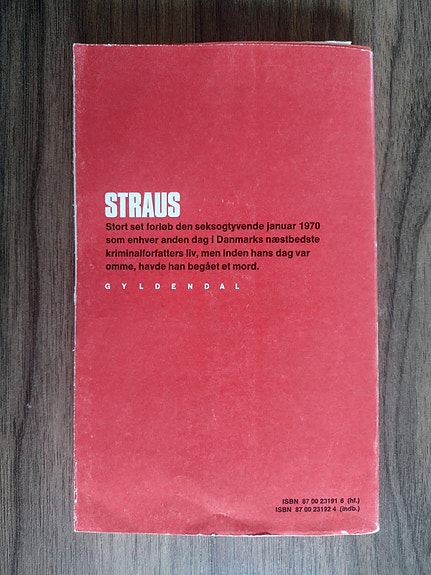 STRAUS
Stort set forløb den seksogtyvende januar 1970
som enhver anden dag i Danmarks næstbedste
kriminalforfatters liv, men inden hans dag var
omme, havde han begået et mord.
GYLDENDAL
ISBN 87 00 23191 6 (hf.)
ISBN 87 00 23192 4 (indb.)